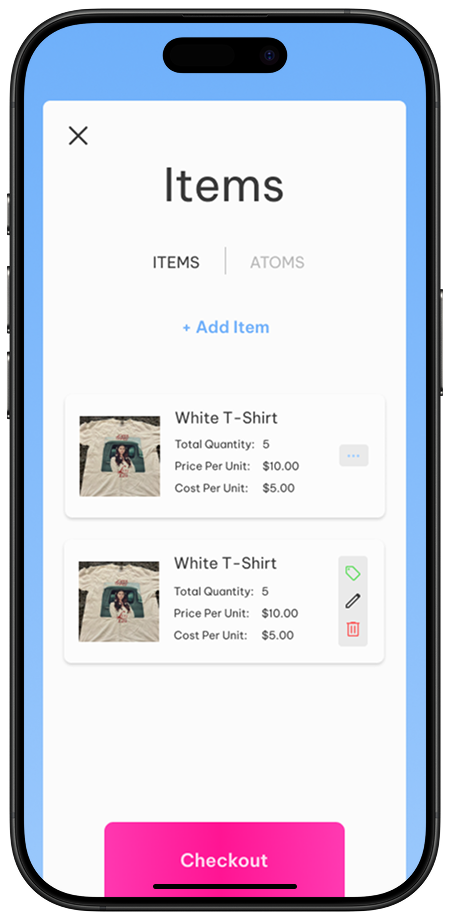 Items
ITEMS
ATOMS
+ Add Item
White T-Shirt
Total Quantity: 5
Price Per Unit: $10.00
Cost Per Unit: $5.00
...
White T-Shirt
Total Quantity: 5
Price Per Unit: $10.00
Cost Per Unit: $5.00
Checkout